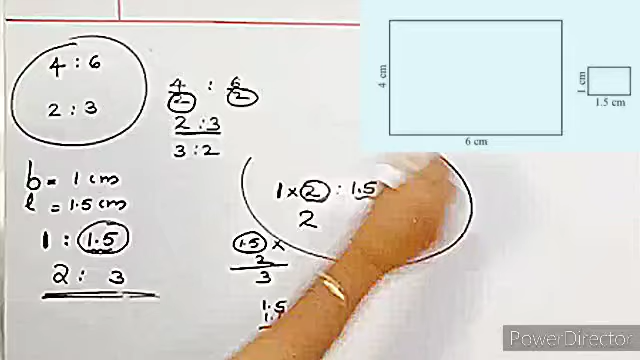 4 : 6
2 : 3
4/2 : 6/2
2 : 3
3 : 2
b = 1 cm
l = 1.5 cm
1 : 1.5
2 : 3
1 × 2 : 1.5
2
1.5 ×
2
3
1.5
4 cm
6 cm
1 cm
1.5 cm
PowerDirector